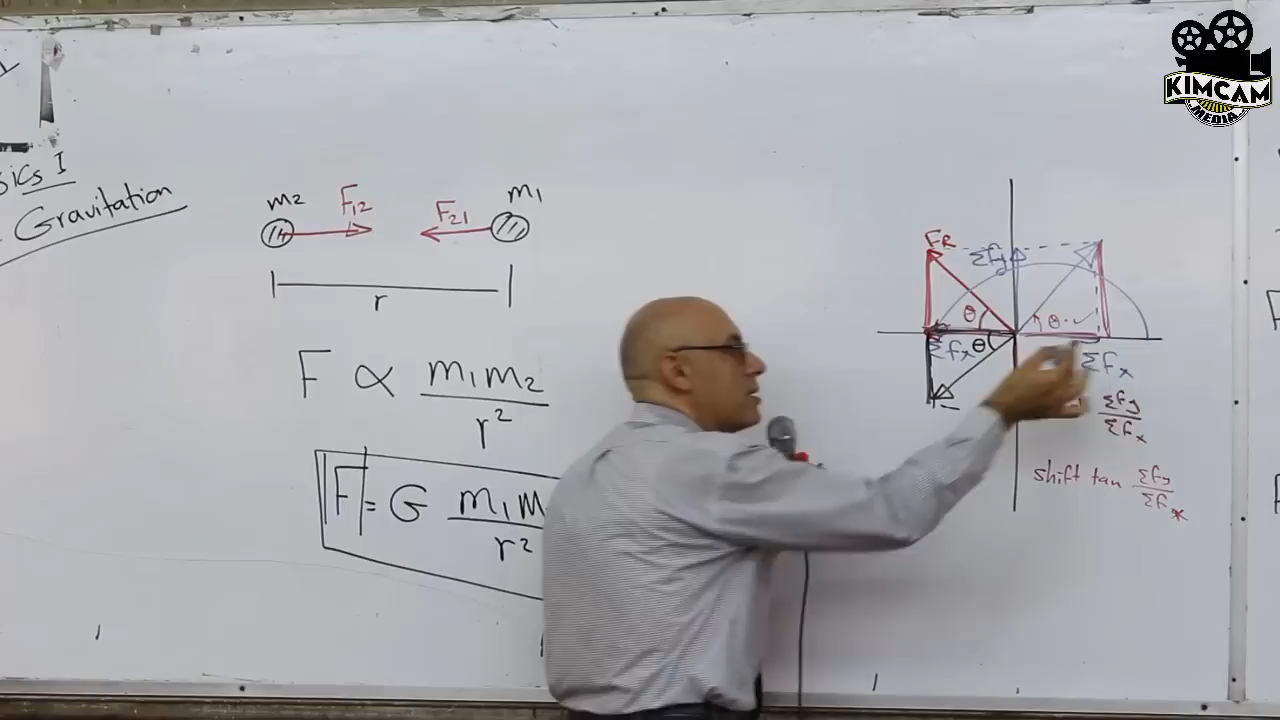 sics I
Gravitation
m2 F12 F21 m1
r
F ∝ m1m2 / r²
F = G m1m / r²
FR Σfy
θ θ
Σfx θ Σfx
Σfy / Σfx
shift tan Σfy / Σfx
KIMCAM
MEDIA